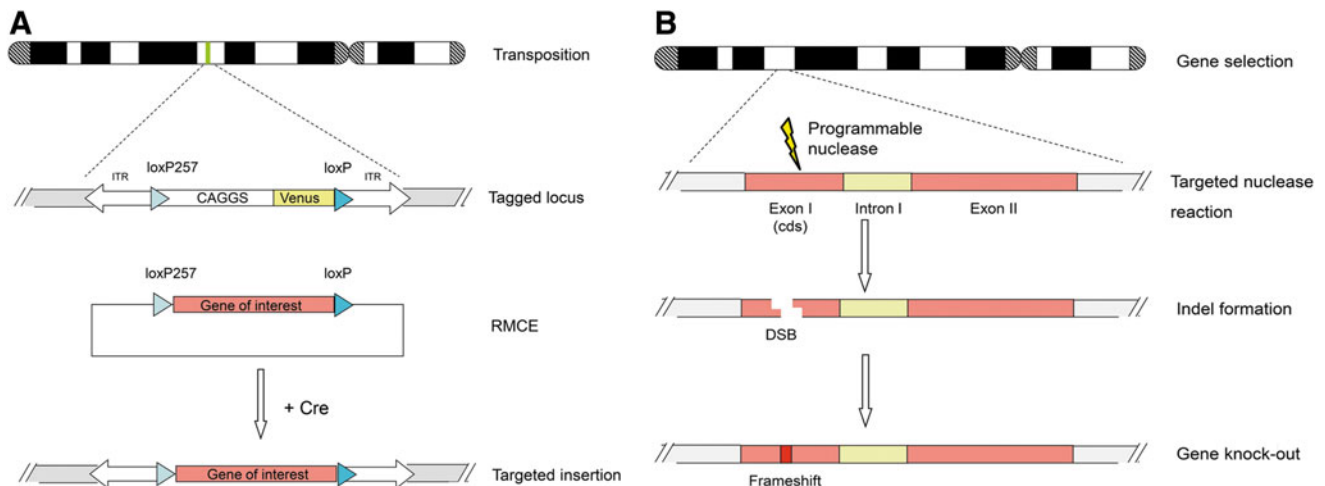 A
Transposition
loxP257
loxP
ITR
ITR
CAGGS
Venus
Tagged locus
loxP257
loxP
Gene of interest
RMCE
+ Cre
Gene of interest
Targeted insertion
B
Gene selection
Programmable
nuclease
Targeted nuclease
reaction
Exon I
(cds)
Intron I
Exon II
Indel formation
DSB
Gene knock-out
Frameshift